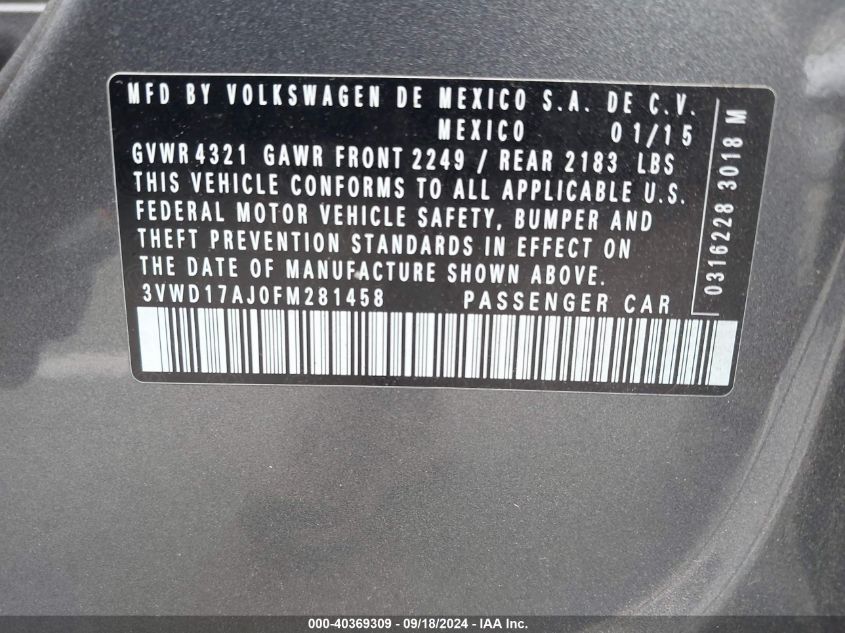 MFD BY VOLKSWAGEN DE MEXICO S.A. DE C.V.
MEXICO 01/15
GVWR 4321 GAWR FRONT 2249 / REAR 2183 LBS
THIS VEHICLE CONFORMS TO ALL APPLICABLE U.S.
FEDERAL MOTOR VEHICLE SAFETY, BUMPER AND
THEFT PREVENTION STANDARDS IN EFFECT ON
THE DATE OF MANUFACTURE SHOWN ABOVE.
3VWD17AJ0FM281458 PASSENGER CAR
0316228 3018 M
000-40369309 - 09/18/2024 - IAA Inc.